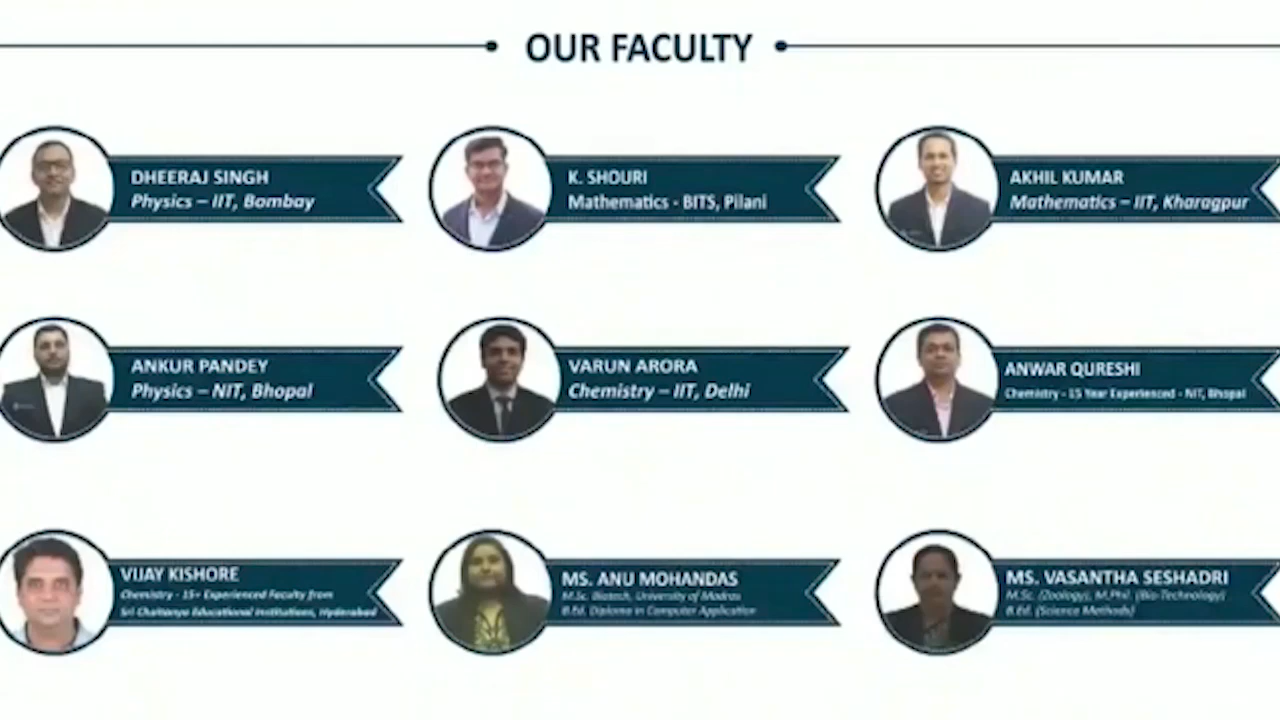 OUR FACULTY
DHEERAJ SINGH
Physics – IIT, Bombay
K. SHOURI
Mathematics - BITS, Pilani
AKHIL KUMAR
Mathematics – IIT, Kharagpur
ANKUR PANDEY
Physics – NIT, Bhopal
VARUN ARORA
Chemistry – IIT, Delhi
ANWAR QURESHI
Chemistry - 15 Year Experienced - NIT, Bhopal
VIJAY KISHORE
Chemistry - 15+ Experienced Faculty from
Sri Chaitanya Educational Institutions, Hyderabad
MS. ANU MOHANDAS
M.Sc. Biotech, University of Madras
B.Ed. Diploma in Computer Application
MS. VASANTHA SESHADRI
M.Sc. (Zoology), M.Phil. (Bio-Technology)
B.Ed. (Science Methods)